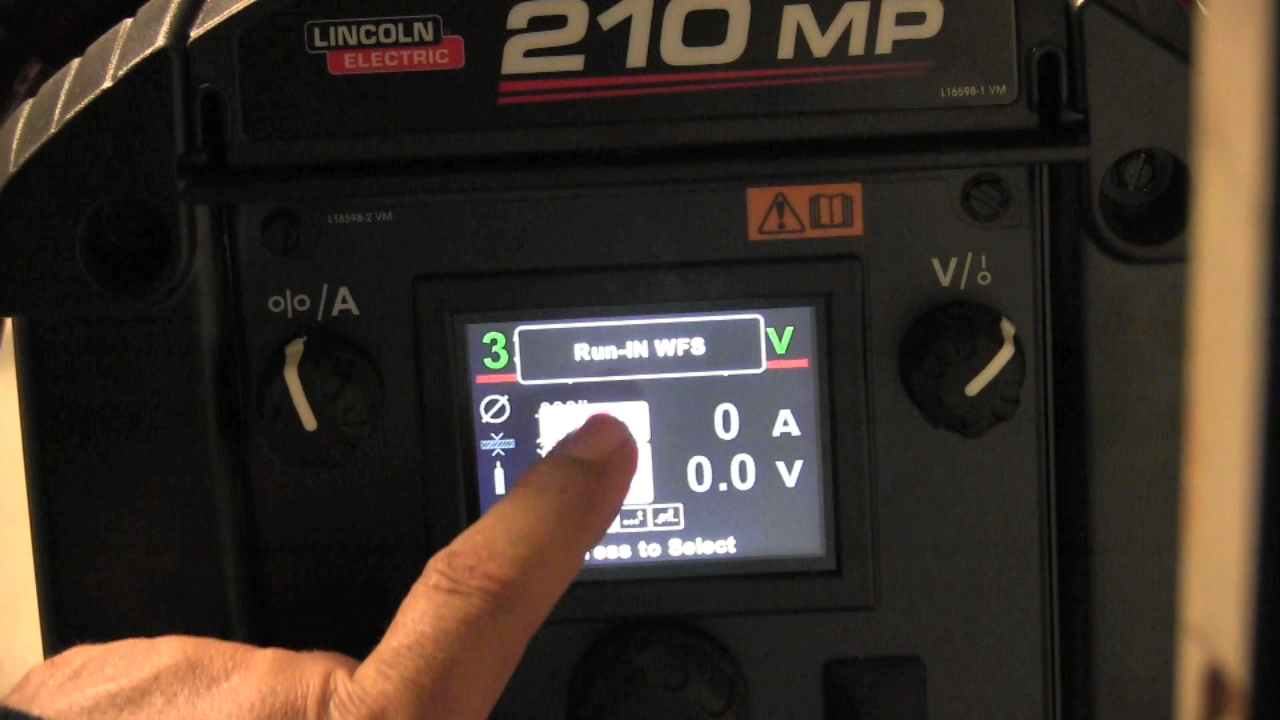 LINCOLN
ELECTRIC
210 MP
L16598-1 VM
L16598-2 VM
o|o/A
V/
3
Run-IN WFS
V
0 A
0.0 V
ress to Select